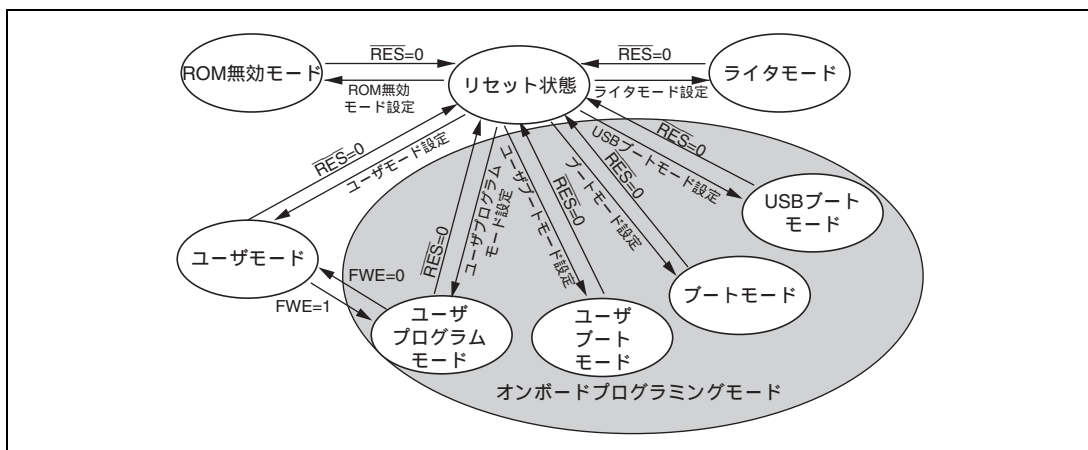 ROM無効モード
RES=0
ROM無効
モード設定
リセット状態
RES=0
ライタモード設定
ライタモード
RES=0
ユーザモード設定
RES=0
ユーザプログラム
モード設定
ユーザブートモード設定
RES=0
ブートモード設定
RES=0
USBブートモード設定
RES=0
USBブート
モード
ユーザモード
FWE=0
FWE=1
ユーザ
プログラム
モード
ユーザ
ブート
モード
ブートモード
オンボードプログラミングモード